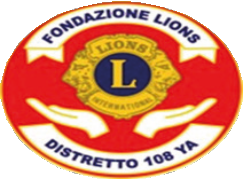 FONDAZIONE LIONS
LIONS
L
INTERNATIONAL
DISTRETTO 108 YA